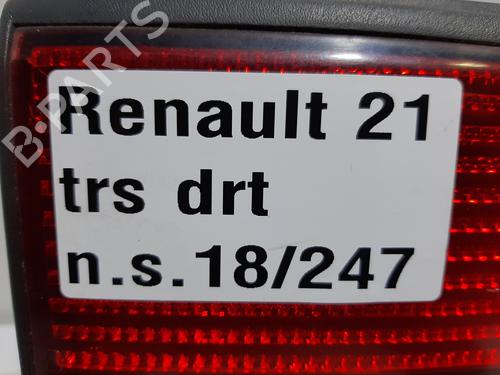 B-PARTS
Renault 21
trs drt
n.s.18/247